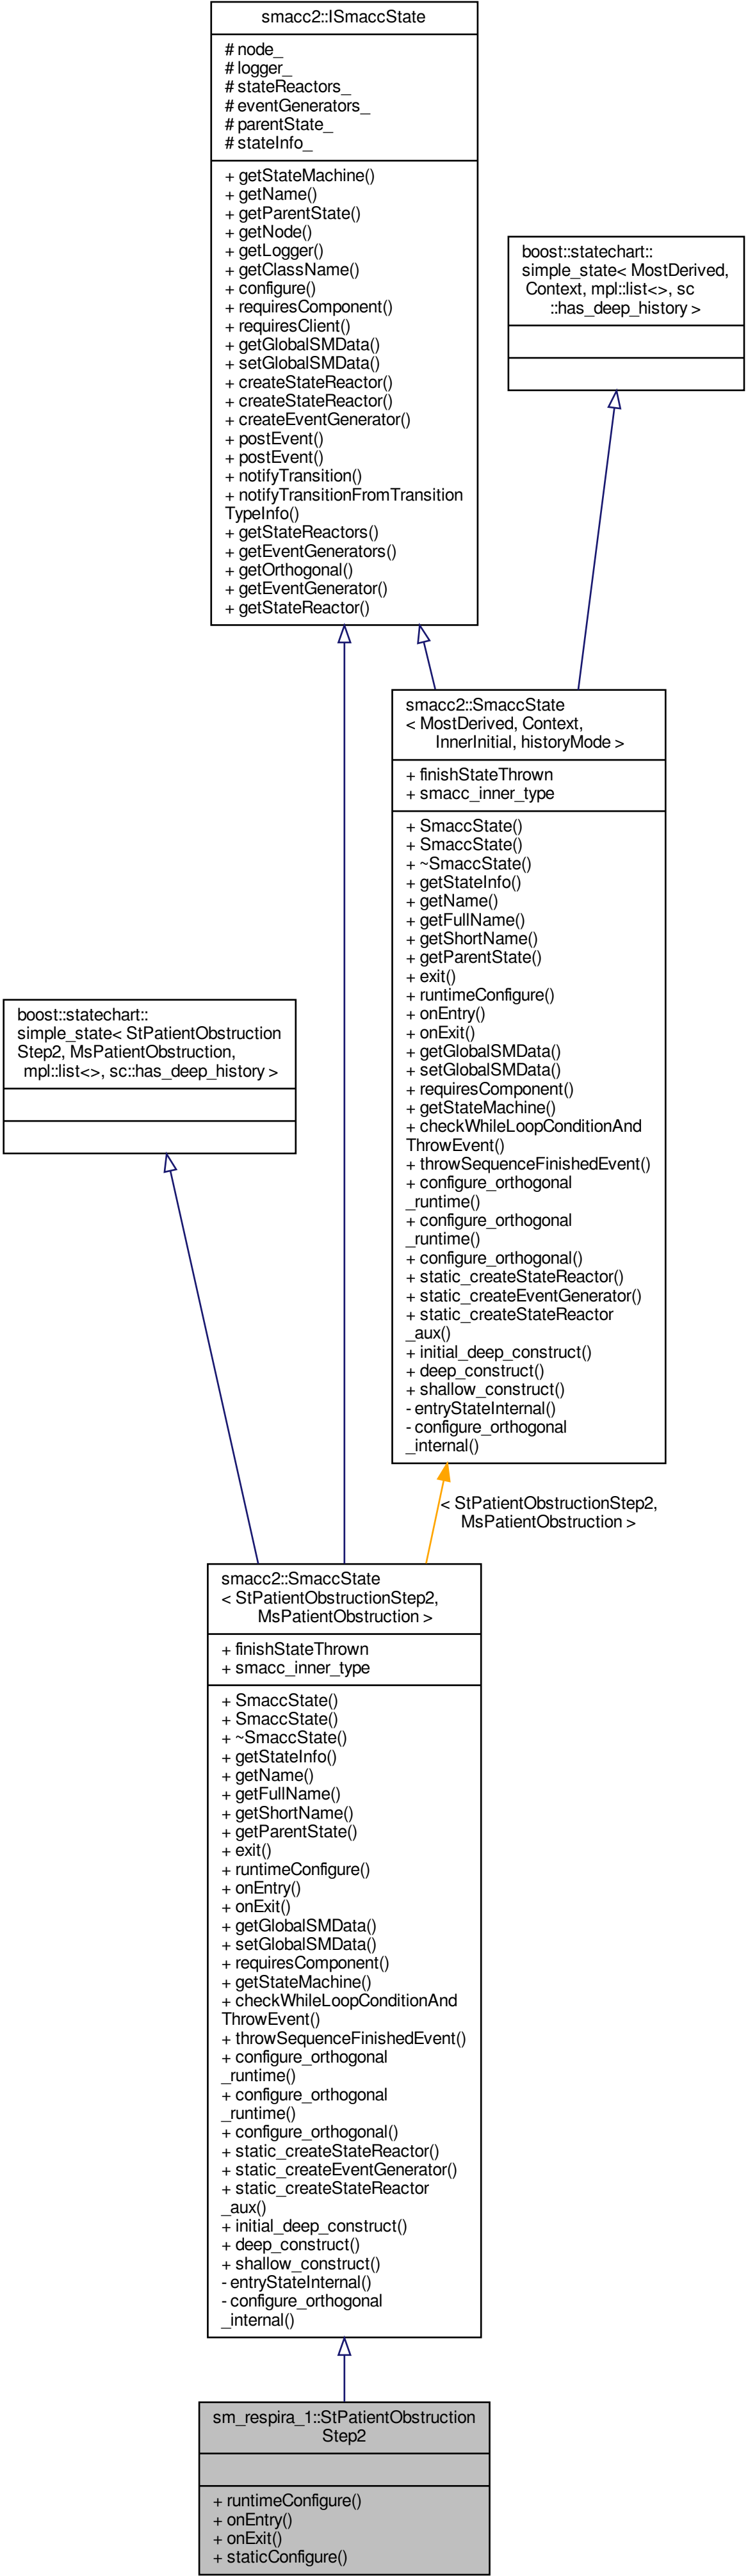 smacc2::ISmaccState
# node_
# logger_
# stateReactors_
# eventGenerators_
# parentState_
# stateInfo_
+ getStateMachine()
+ getName()
+ getParentState()
+ getNode()
+ getLogger()
+ getClassName()
+ configure()
+ requiresComponent()
+ requiresClient()
+ getGlobalSMData()
+ setGlobalSMData()
+ createStateReactor()
+ createStateReactor()
+ createEventGenerator()
+ postEvent()
+ postEvent()
+ notifyTransition()
+ notifyTransitionFromTransition
TypeInfo()
+ getStateReactors()
+ getEventGenerators()
+ getOrthogonal()
+ getEventGenerator()
+ getStateReactor()
boost::statechart::
simple_state< MostDerived,
Context, mpl::list<>, sc
::has_deep_history >
smacc2::SmaccState
< MostDerived, Context,
InnerInitial, historyMode >
+ finishStateThrown
+ smacc_inner_type
+ SmaccState()
+ SmaccState()
+ ~SmaccState()
+ getStateInfo()
+ getName()
+ getFullName()
+ getShortName()
+ getParentState()
+ exit()
+ runtimeConfigure()
+ onEntry()
+ onExit()
+ getGlobalSMData()
+ setGlobalSMData()
+ requiresComponent()
+ getStateMachine()
+ checkWhileLoopConditionAnd
ThrowEvent()
+ throwSequenceFinishedEvent()
+ configure_orthogonal
_runtime()
+ configure_orthogonal
_runtime()
+ configure_orthogonal()
+ static_createStateReactor()
+ static_createEventGenerator()
+ static_createStateReactor
_aux()
+ initial_deep_construct()
+ deep_construct()
+ shallow_construct()
- entryStateInternal()
- configure_orthogonal
_internal()
boost::statechart::
simple_state< StPatientObstruction
Step2, MsPatientObstruction,
mpl::list<>, sc::has_deep_history >
< StPatientObstructionStep2,
MsPatientObstruction >
smacc2::SmaccState
< StPatientObstructionStep2,
MsPatientObstruction >
+ finishStateThrown
+ smacc_inner_type
+ SmaccState()
+ SmaccState()
+ ~SmaccState()
+ getStateInfo()
+ getName()
+ getFullName()
+ getShortName()
+ getParentState()
+ exit()
+ runtimeConfigure()
+ onEntry()
+ onExit()
+ getGlobalSMData()
+ setGlobalSMData()
+ requiresComponent()
+ getStateMachine()
+ checkWhileLoopConditionAnd
ThrowEvent()
+ throwSequenceFinishedEvent()
+ configure_orthogonal
_runtime()
+ configure_orthogonal
_runtime()
+ configure_orthogonal()
+ static_createStateReactor()
+ static_createEventGenerator()
+ static_createStateReactor
_aux()
+ initial_deep_construct()
+ deep_construct()
+ shallow_construct()
- entryStateInternal()
- configure_orthogonal
_internal()
sm_respira_1::StPatientObstruction
Step2
+ runtimeConfigure()
+ onEntry()
+ onExit()
+ staticConfigure()